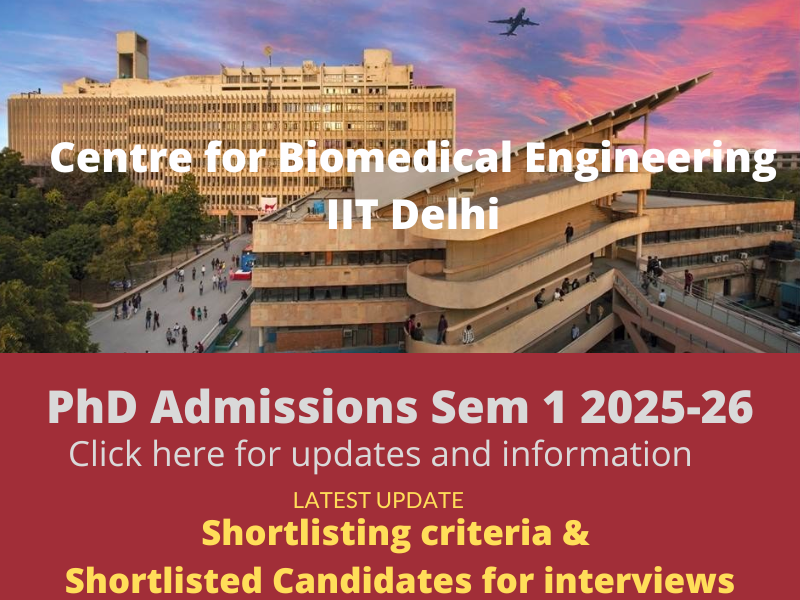 Centre for Biomedical Engineering
IIT Delhi
PhD Admissions Sem 1 2025-26
Click here for updates and information
LATEST UPDATE
Shortlisting criteria &
Shortlisted Candidates for interviews